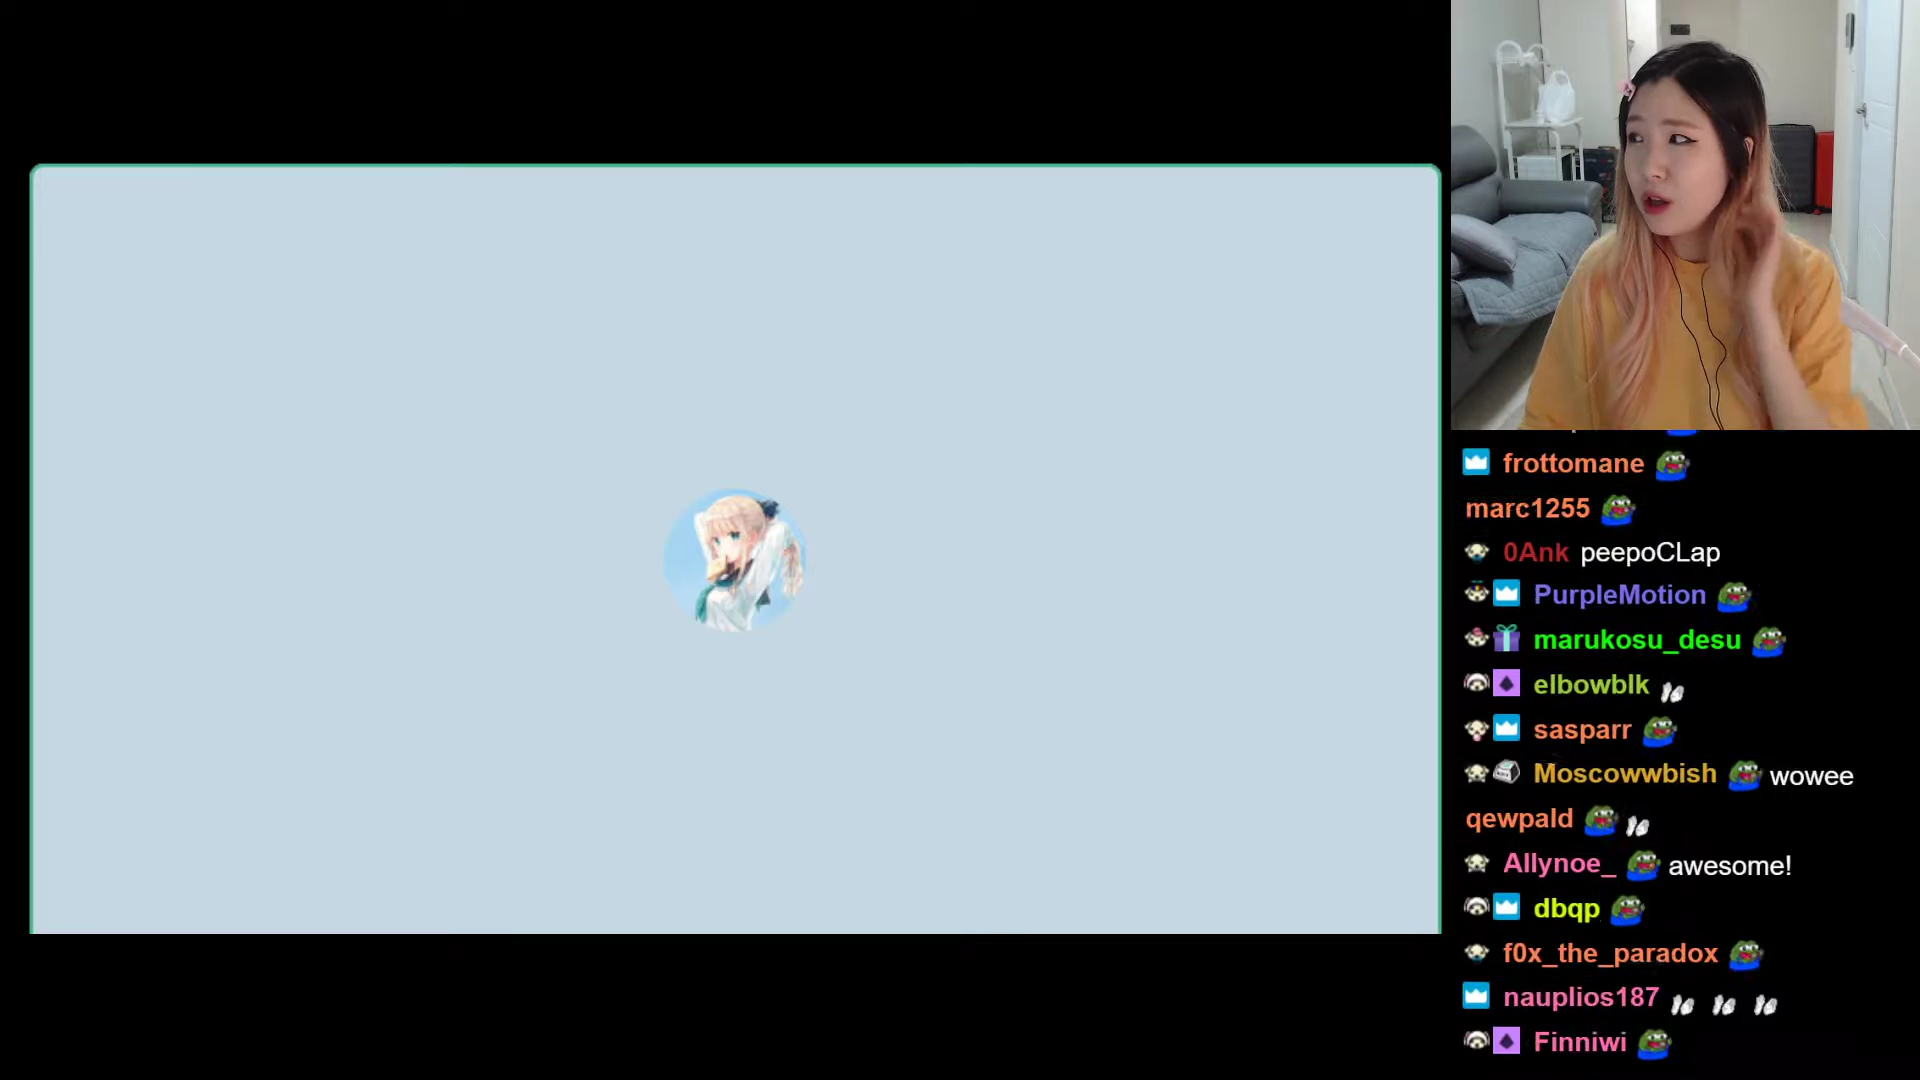 frottomane
marc1255
0Ank peepoCLap
PurpleMotion
marukosu_desu
elbowblk
sasparr
Moscowwbish wowee
qewpald
Allynoe_ awesome!
dbqp
f0x_the_paradox
nauplios187
Finniwi